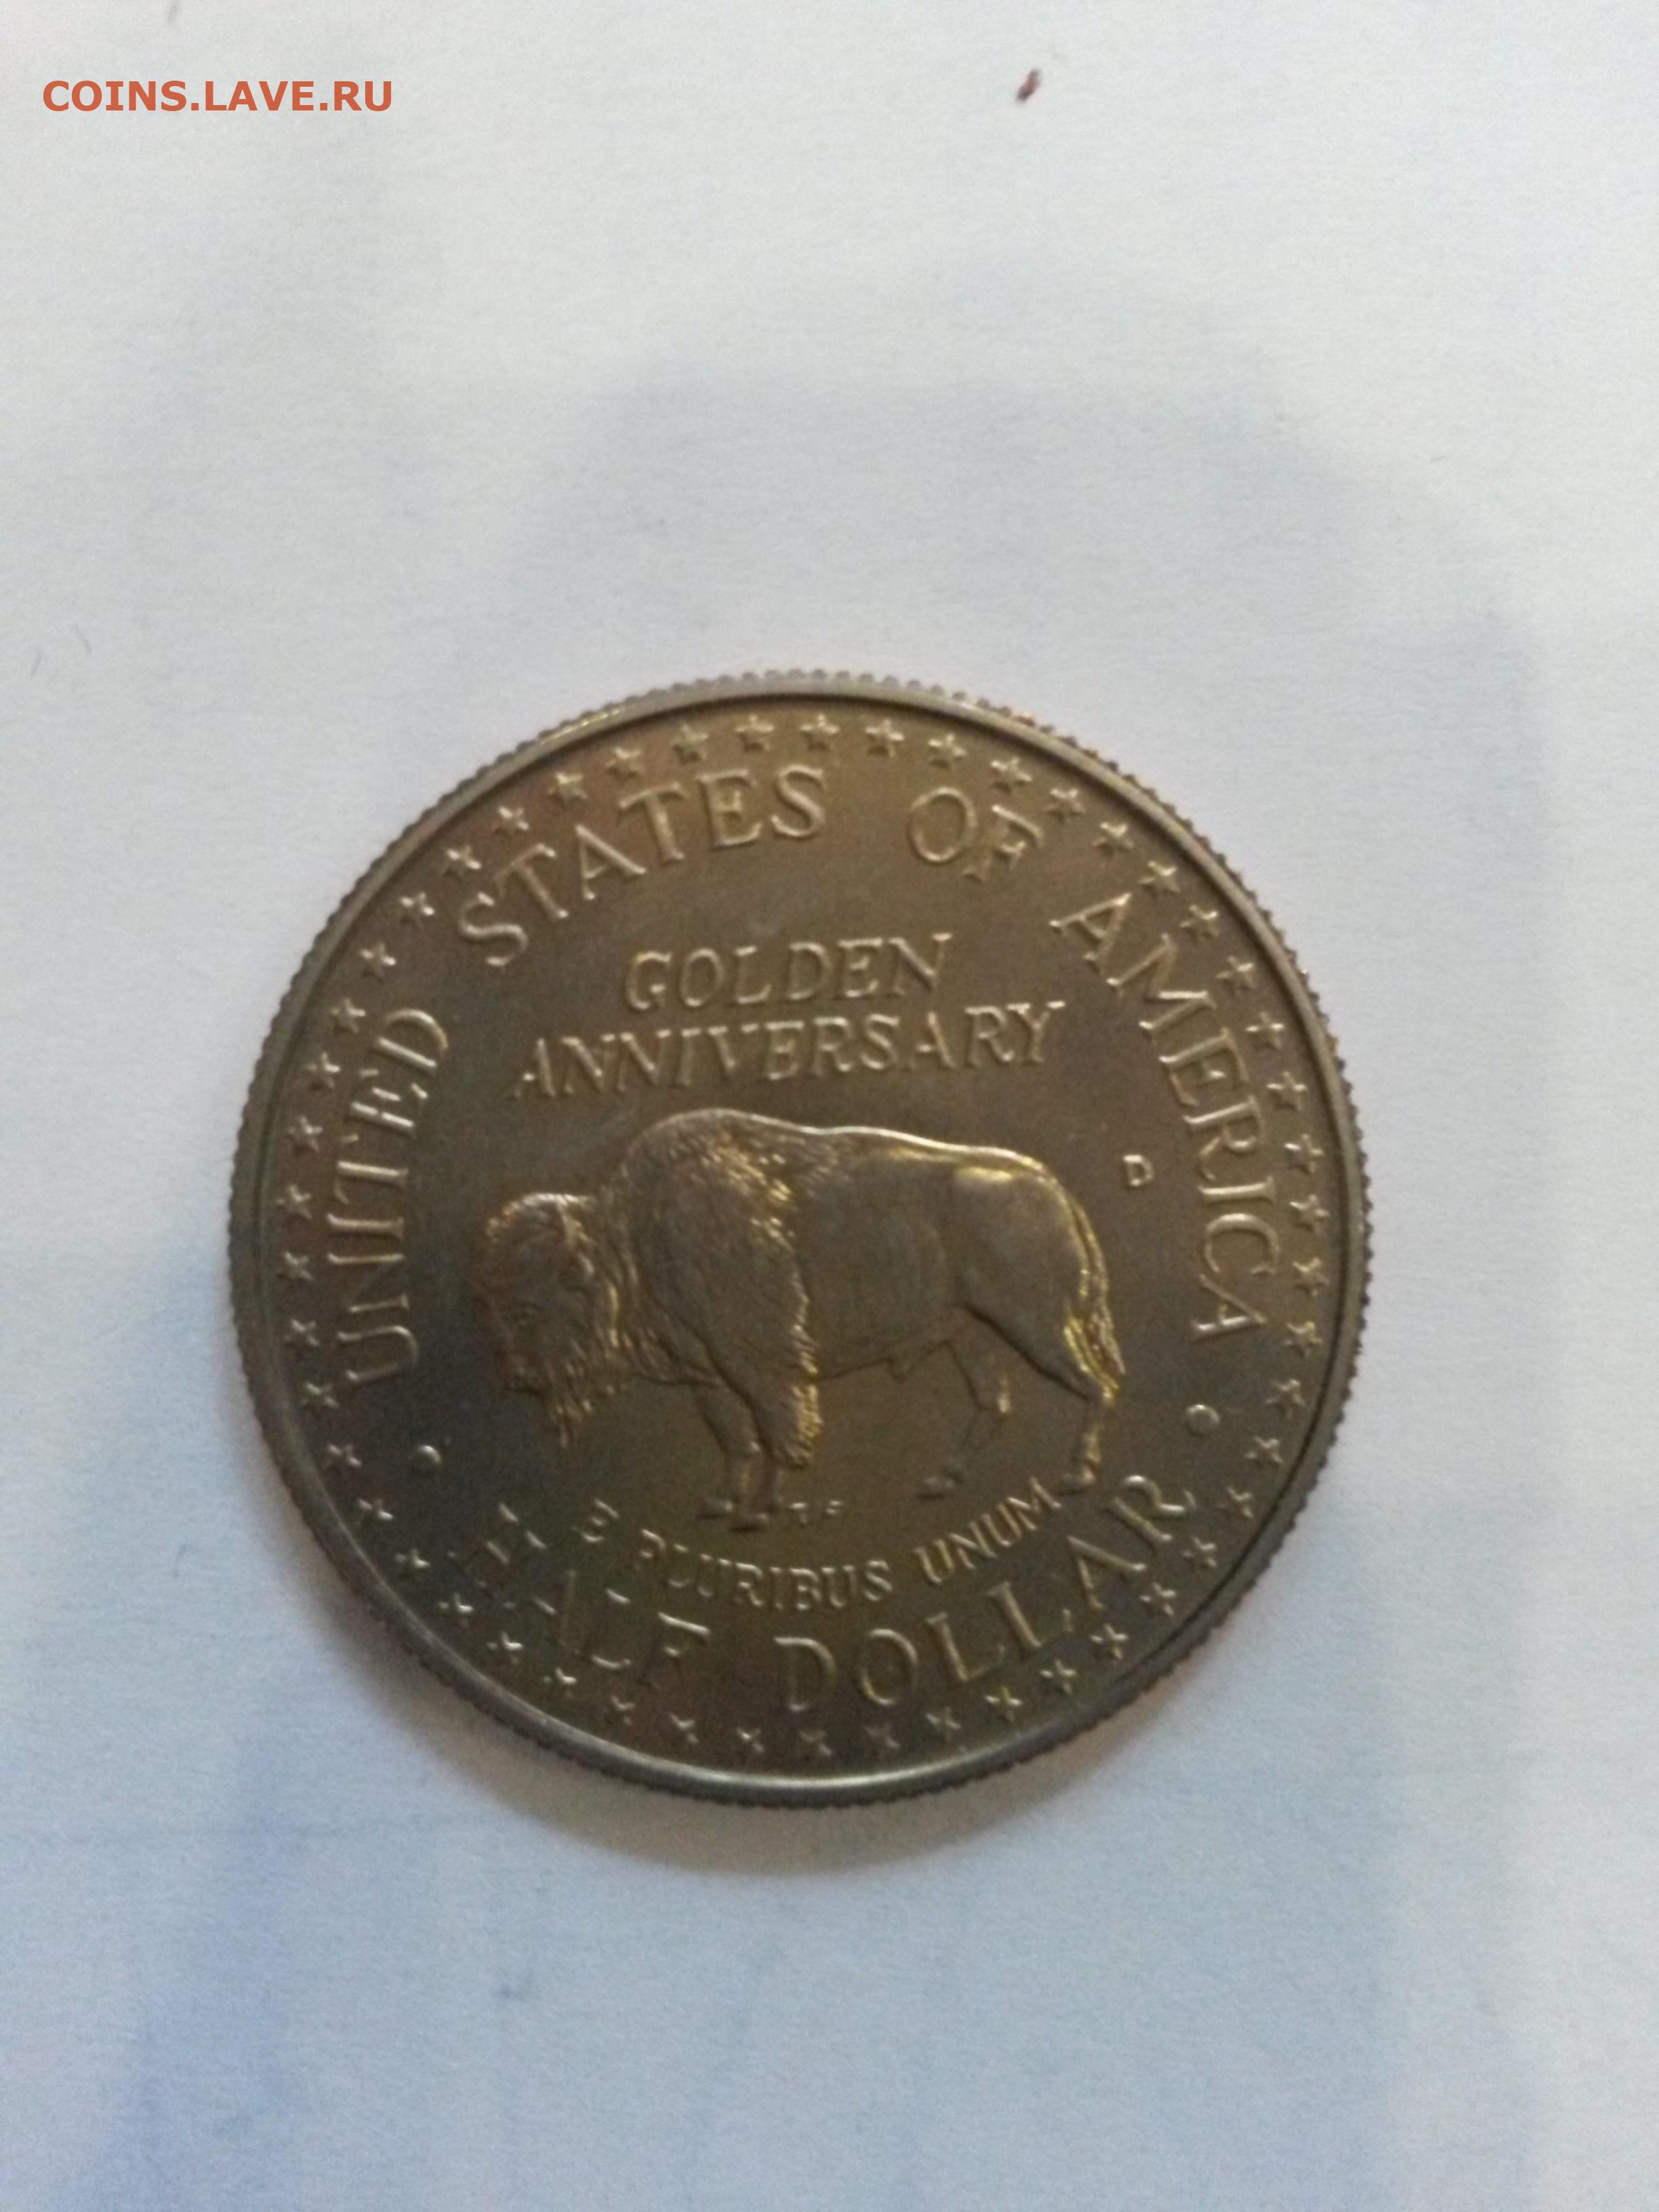 COINS.LAVE.RU
UNITED STATES OF AMERICA
GOLDEN
ANNIVERSARY
D
E PLURIBUS UNUM
HALF DOLLAR